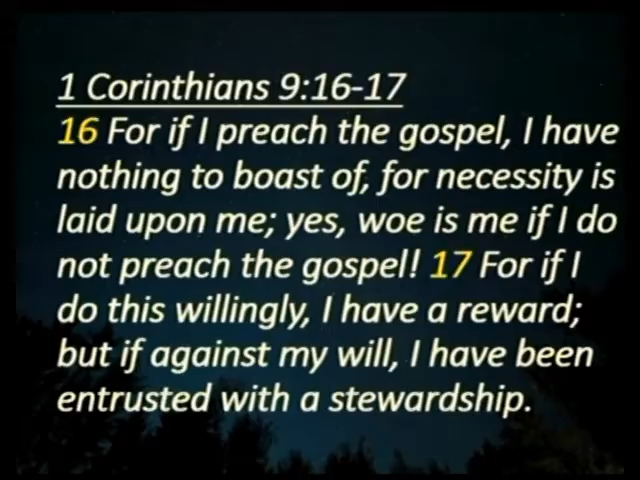 1 Corinthians 9:16-17
16 For if I preach the gospel, I have
nothing to boast of, for necessity is
laid upon me; yes, woe is me if I do
not preach the gospel! 17 For if I
do this willingly, I have a reward;
but if against my will, I have been
entrusted with a stewardship.